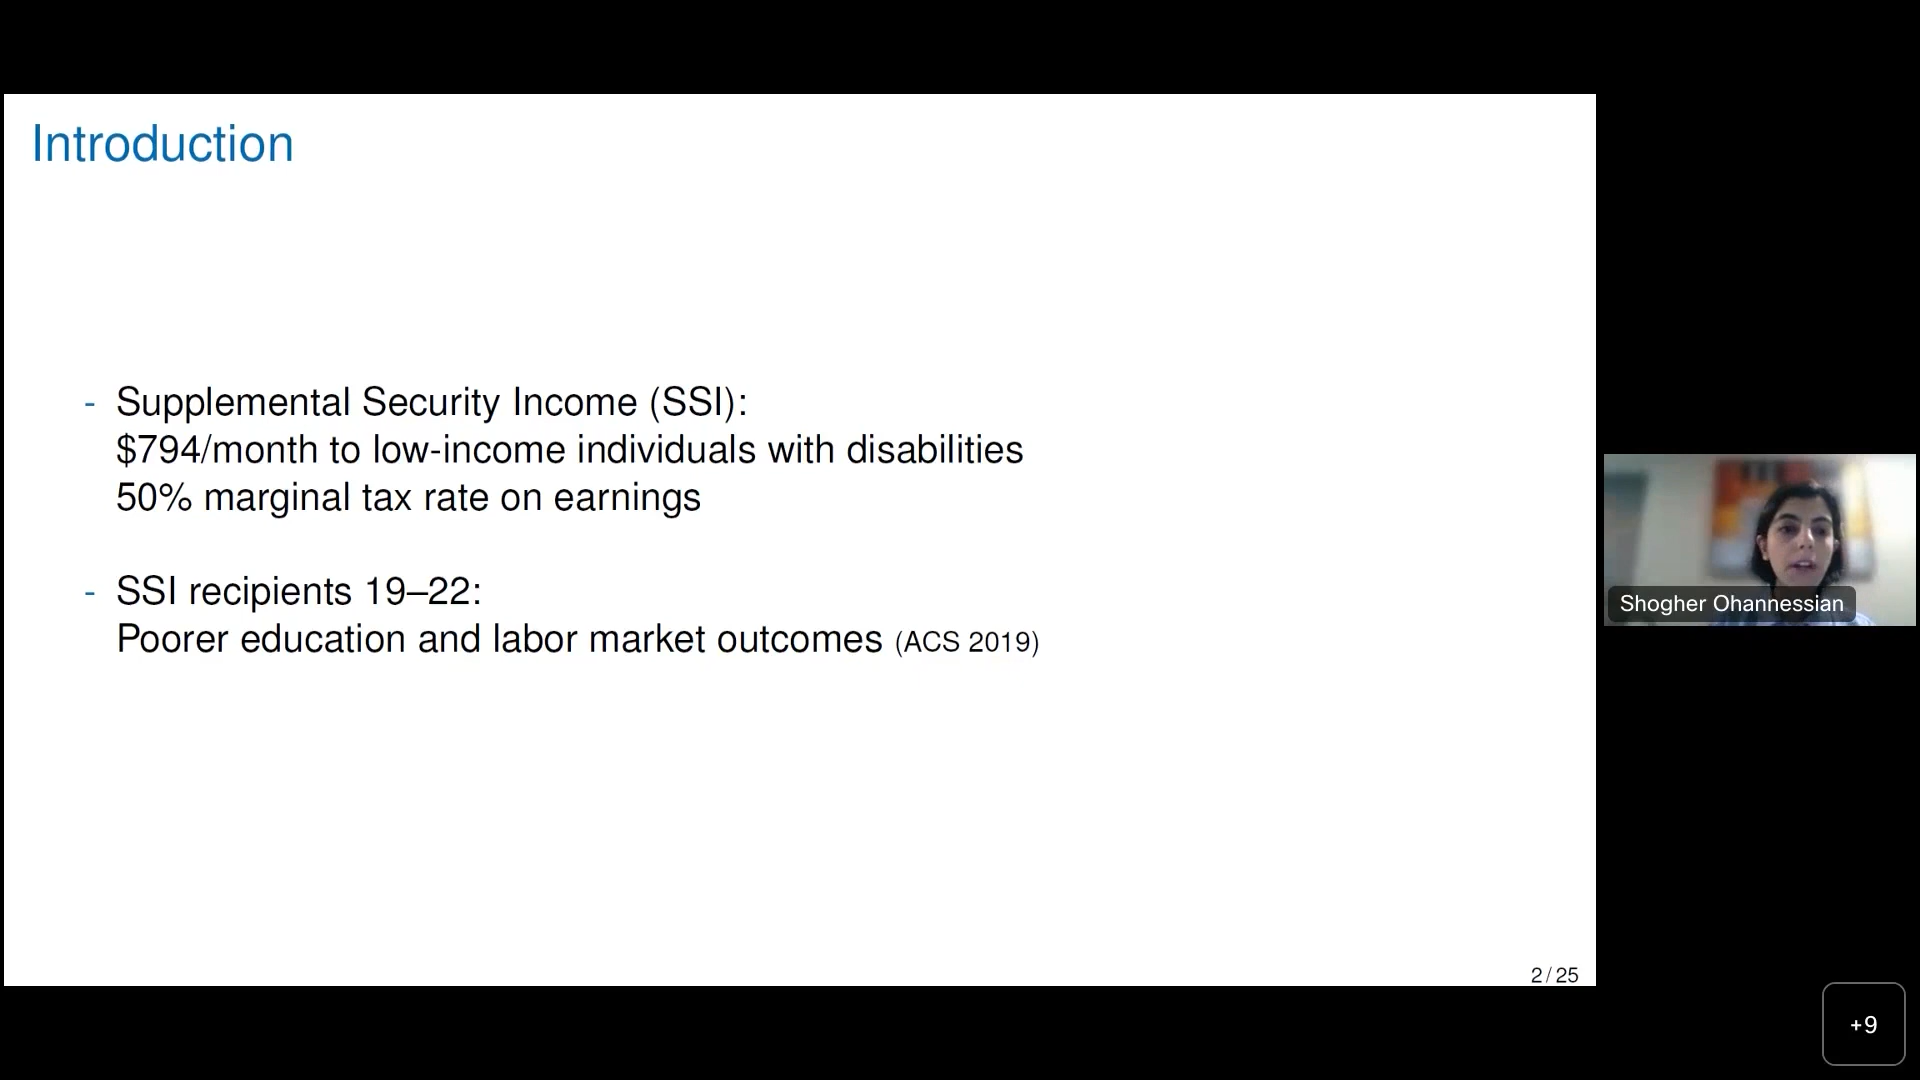 Introduction
- Supplemental Security Income (SSI):
$794/month to low-income individuals with disabilities
50% marginal tax rate on earnings
- SSI recipients 19–22:
Poorer education and labor market outcomes (ACS 2019)
2 / 25
Shogher Ohannessian
+9